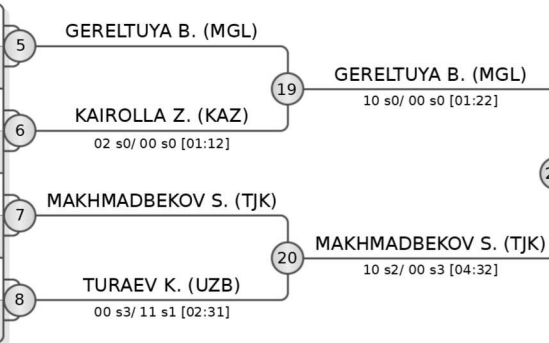 GERELTUYA B. (MGL)
5
19
GERELTUYA B. (MGL)
10 s0/ 00 s0 [01:22]
KAIROLLA Z. (KAZ)
6
02 s0/ 00 s0 [01:12]
MAKHMADBEKOV S. (TJK)
7
20
MAKHMADBEKOV S. (TJK)
10 s2/ 00 s3 [04:32]
TURAEV K. (UZB)
8
00 s3/ 11 s1 [02:31]